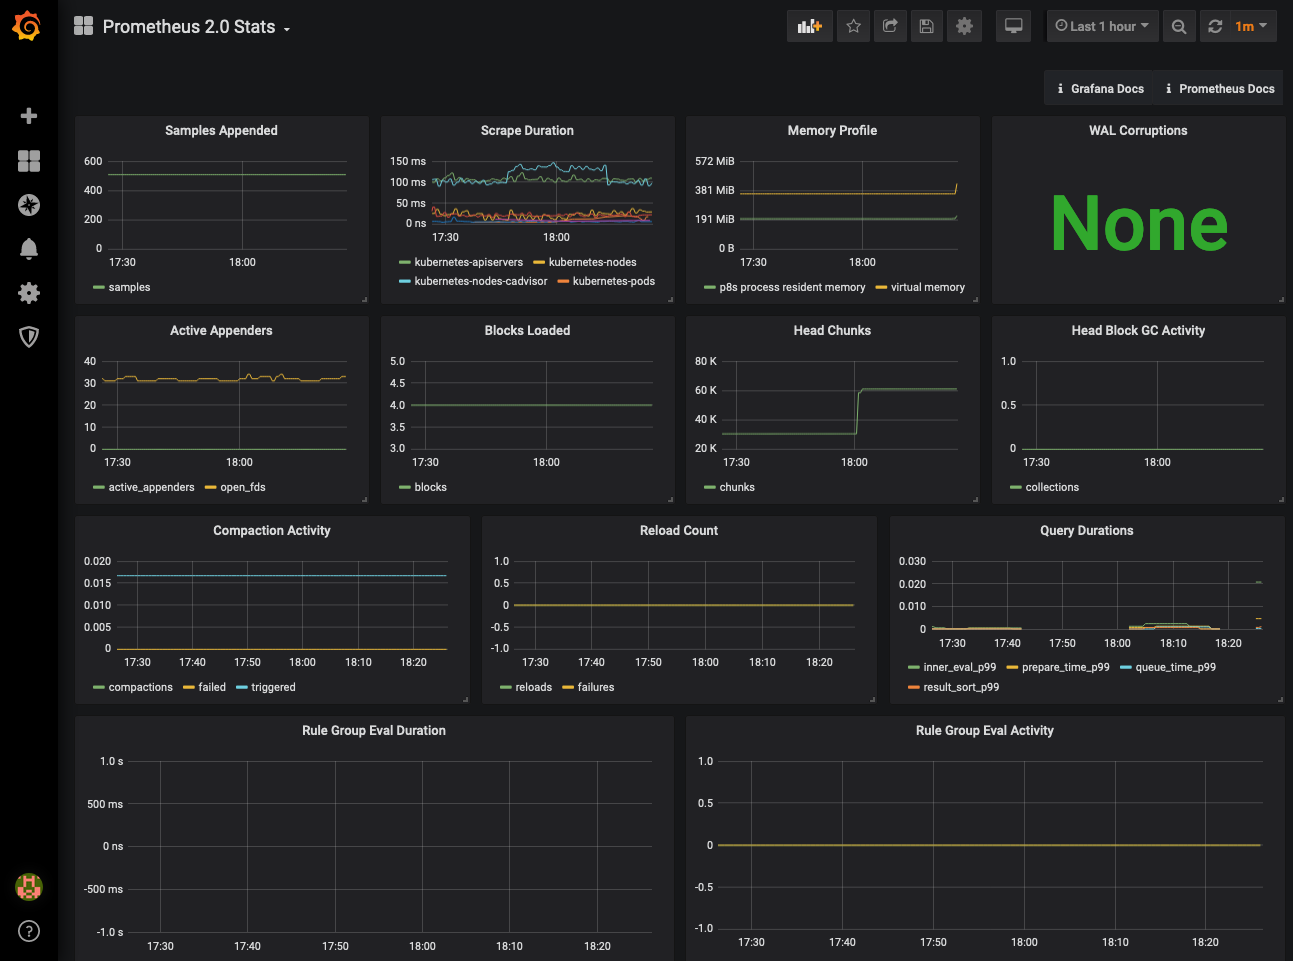 Prometheus 2.0 Stats
Last 1 hour
1m
Grafana Docs
Prometheus Docs
Samples Appended
600
400
200
0
17:30 18:00
samples
Scrape Duration
150 ms
100 ms
50 ms
0 ns
17:30 18:00
kubernetes-apiservers kubernetes-nodes
kubernetes-nodes-cadvisor kubernetes-pods
Memory Profile
572 MiB
381 MiB
191 MiB
0 B
17:30 18:00
p8s process resident memory virtual memory
WAL Corruptions
None
Active Appenders
40
30
20
10
0
17:30 18:00
active_appenders open_fds
Blocks Loaded
5.0
4.5
4.0
3.5
3.0
17:30 18:00
blocks
Head Chunks
80 K
60 K
40 K
20 K
17:30 18:00
chunks
Head Block GC Activity
1.0
0.5
0
17:30 18:00
collections
Compaction Activity
0.020
0.015
0.010
0.005
0
17:30 17:40 17:50 18:00 18:10 18:20
compactions failed triggered
Reload Count
1.0
0.5
0
-0.5
-1.0
17:30 17:40 17:50 18:00 18:10 18:20
reloads failures
Query Durations
0.030
0.020
0.010
0
17:30 17:40 17:50 18:00 18:10 18:20
inner_eval_p99 prepare_time_p99 queue_time_p99
result_sort_p99
Rule Group Eval Duration
1.0 s
500 ms
0 ns
-500 ms
-1.0 s
17:30 17:40 17:50 18:00 18:10 18:20
Rule Group Eval Activity
1.0
0.5
0
-0.5
-1.0
17:30 17:40 17:50 18:00 18:10 18:20